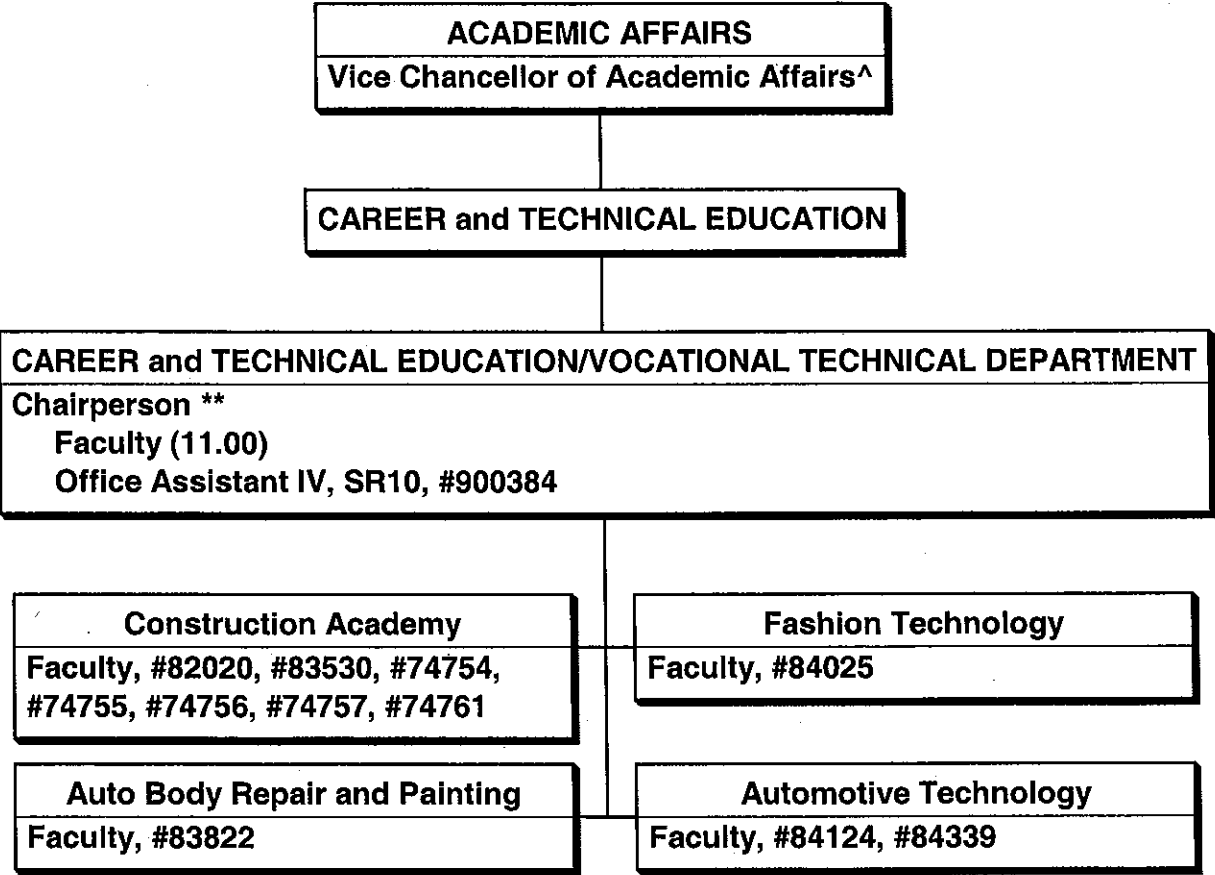 ACADEMIC AFFAIRS
Vice Chancellor of Academic Affairs^
CAREER and TECHNICAL EDUCATION
CAREER and TECHNICAL EDUCATION/VOCATIONAL TECHNICAL DEPARTMENT
Chairperson **
Faculty (11.00)
Office Assistant IV, SR10, #900384
Construction Academy
Faculty, #82020, #83530, #74754,
#74755, #74756, #74757, #74761
Fashion Technology
Faculty, #84025
Auto Body Repair and Painting
Faculty, #83822
Automotive Technology
Faculty, #84124, #84339